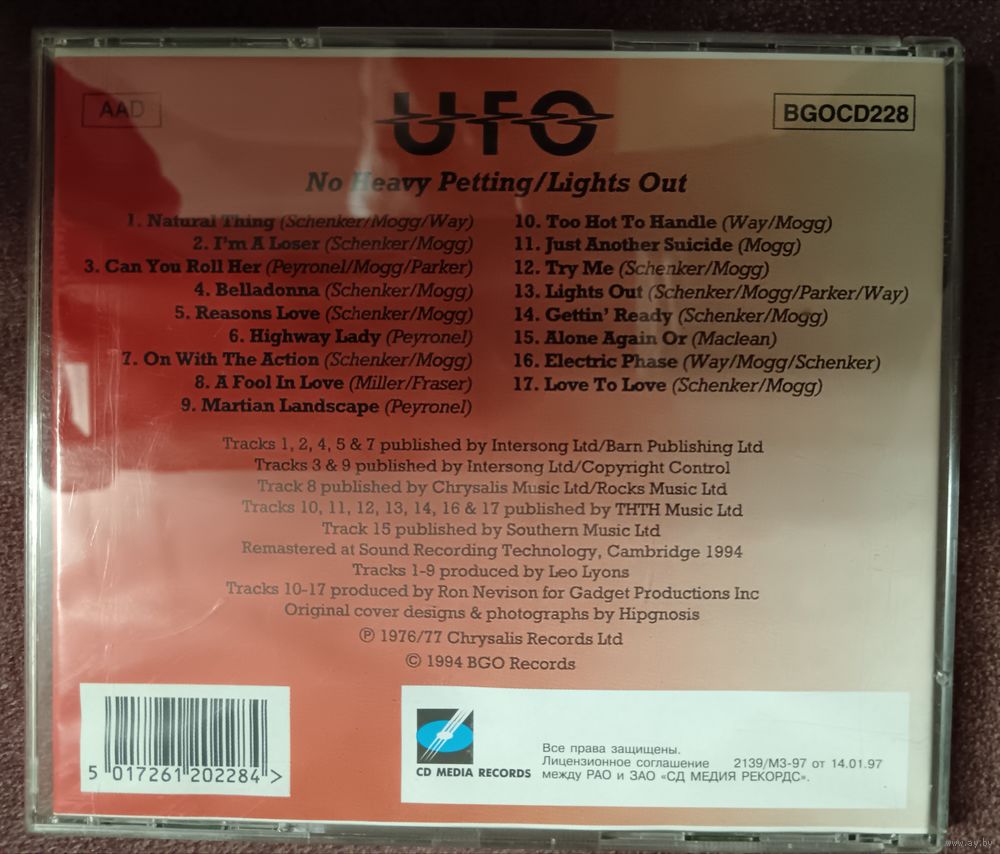 AAD
UFO
BGOCD228
No Heavy Petting/Lights Out
1. Natural Thing (Schenker/Mogg/Way)
2. I'm A Loser (Schenker/Mogg)
3. Can You Roll Her (Peyronel/Mogg/Parker)
4. Belladonna (Schenker/Mogg)
5. Reasons Love (Schenker/Mogg)
6. Highway Lady (Peyronel)
7. On With The Action (Schenker/Mogg)
8. A Fool In Love (Miller/Fraser)
9. Martian Landscape (Peyronel)
10. Too Hot To Handle (Way/Mogg)
11. Just Another Suicide (Mogg)
12. Try Me (Schenker/Mogg)
13. Lights Out (Schenker/Mogg/Parker/Way)
14. Gettin' Ready (Schenker/Mogg)
15. Alone Again Or (Maclean)
16. Electric Phase (Way/Mogg/Schenker)
17. Love To Love (Schenker/Mogg)
Tracks 1, 2, 4, 5 & 7 published by Intersong Ltd/Barn Publishing Ltd
Tracks 3 & 9 published by Intersong Ltd/Copyright Control
Track 8 published by Chrysalis Music Ltd/Rocks Music Ltd
Tracks 10, 11, 12, 13, 14, 16 & 17 published by THTH Music Ltd
Track 15 published by Southern Music Ltd
Remastered at Sound Recording Technology, Cambridge 1994
Tracks 1-9 produced by Leo Lyons
Tracks 10-17 produced by Ron Nevison for Gadget Productions Inc
Original cover designs & photographs by Hipgnosis
℗ 1976/77 Chrysalis Records Ltd
© 1994 BGO Records
5 017261 202284 >
CD MEDIA RECORDS
Все права защищены.
Лицензионное соглашение 2139/МЗ-97 от 14.01.97
между РАО и ЗАО «СД МЕДИЯ РЕКОРДС».
www.ay.by